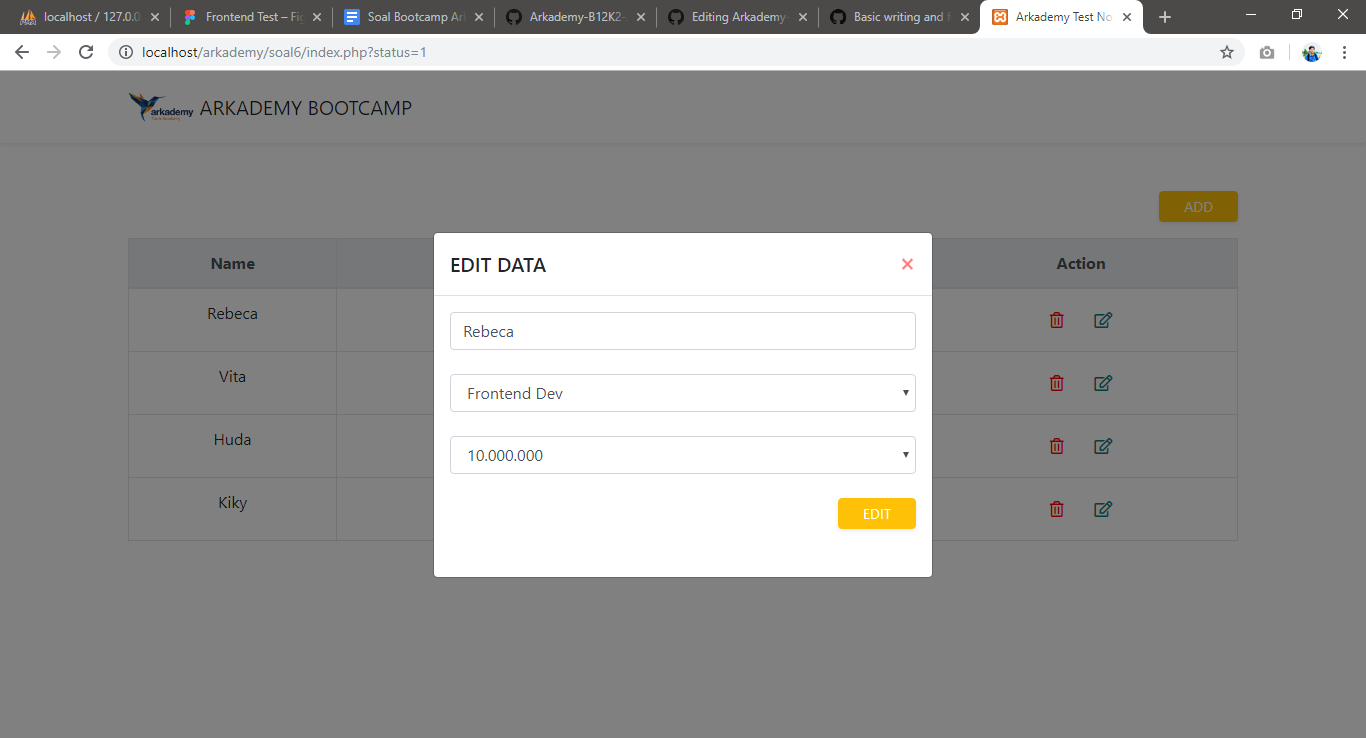 localhost / 127.0.0
Frontend Test – Fig
Soal Bootcamp Ar
Arkademy-B12K2-
Editing Arkademy-
Basic writing and f
Arkademy Test No
localhost/arkademy/soal6/index.php?status=1
arkademy
ARKADEMY BOOTCAMP
ADD
Name
Action
EDIT DATA
Rebeca
Rebeca
Frontend Dev
Vita
10.000.000
Huda
EDIT
Kiky